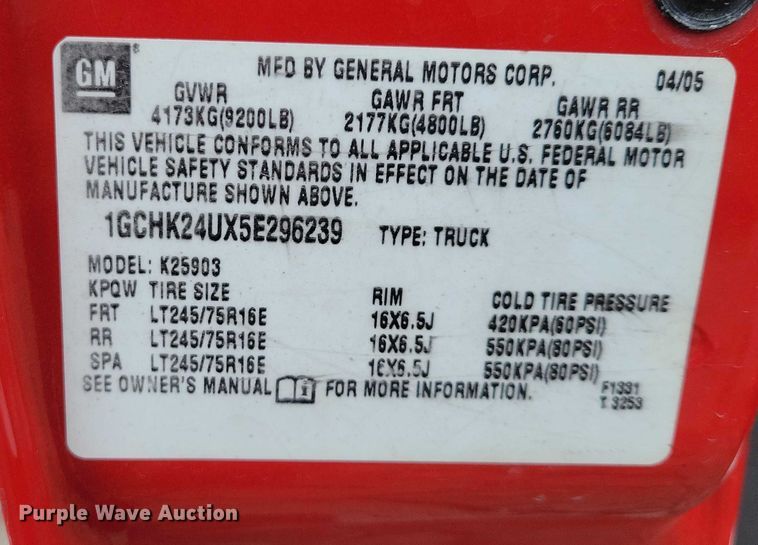 GM
MFD BY GENERAL MOTORS CORP. 04/05
GVWR GAWR FRT GAWR RR
4173KG(9200LB) 2177KG(4800LB) 2760KG(6084LB)
THIS VEHICLE CONFORMS TO ALL APPLICABLE U.S. FEDERAL MOTOR
VEHICLE SAFETY STANDARDS IN EFFECT ON THE DATE OF
MANUFACTURE SHOWN ABOVE.
1GCHK24UX5E296239 TYPE: TRUCK
MODEL: K25903
KPQW TIRE SIZE RIM COLD TIRE PRESSURE
FRT LT245/75R16E 16X6.5J 420KPA(60PSI)
RR LT245/75R16E 16X6.5J 550KPA(80PSI)
SPA LT245/75R16E 16X6.5J 550KPA(80PSI)
SEE OWNER'S MANUAL FOR MORE INFORMATION. F1331
T 3253
Purple Wave Auction